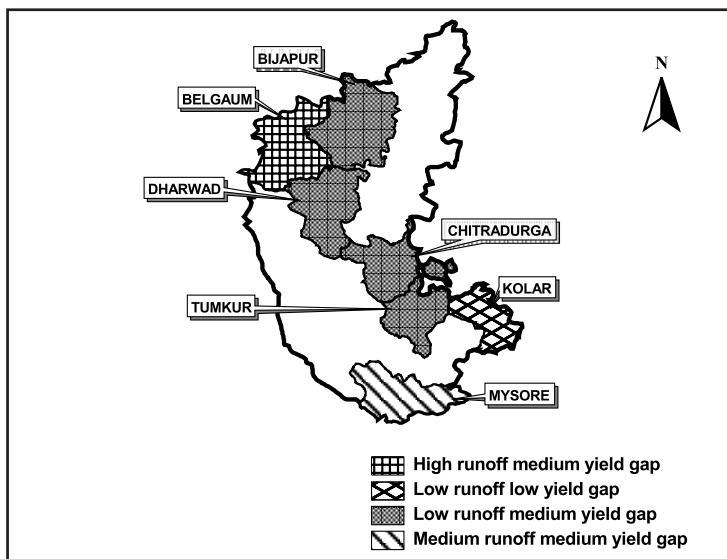 BIJAPUR
N
BELGAUM
DHARWAD
CHITRADURGA
KOLAR
TUMKUR
MYSORE
High runoff medium yield gap
Low runoff low yield gap
Low runoff medium yield gap
Medium runoff medium yield gap